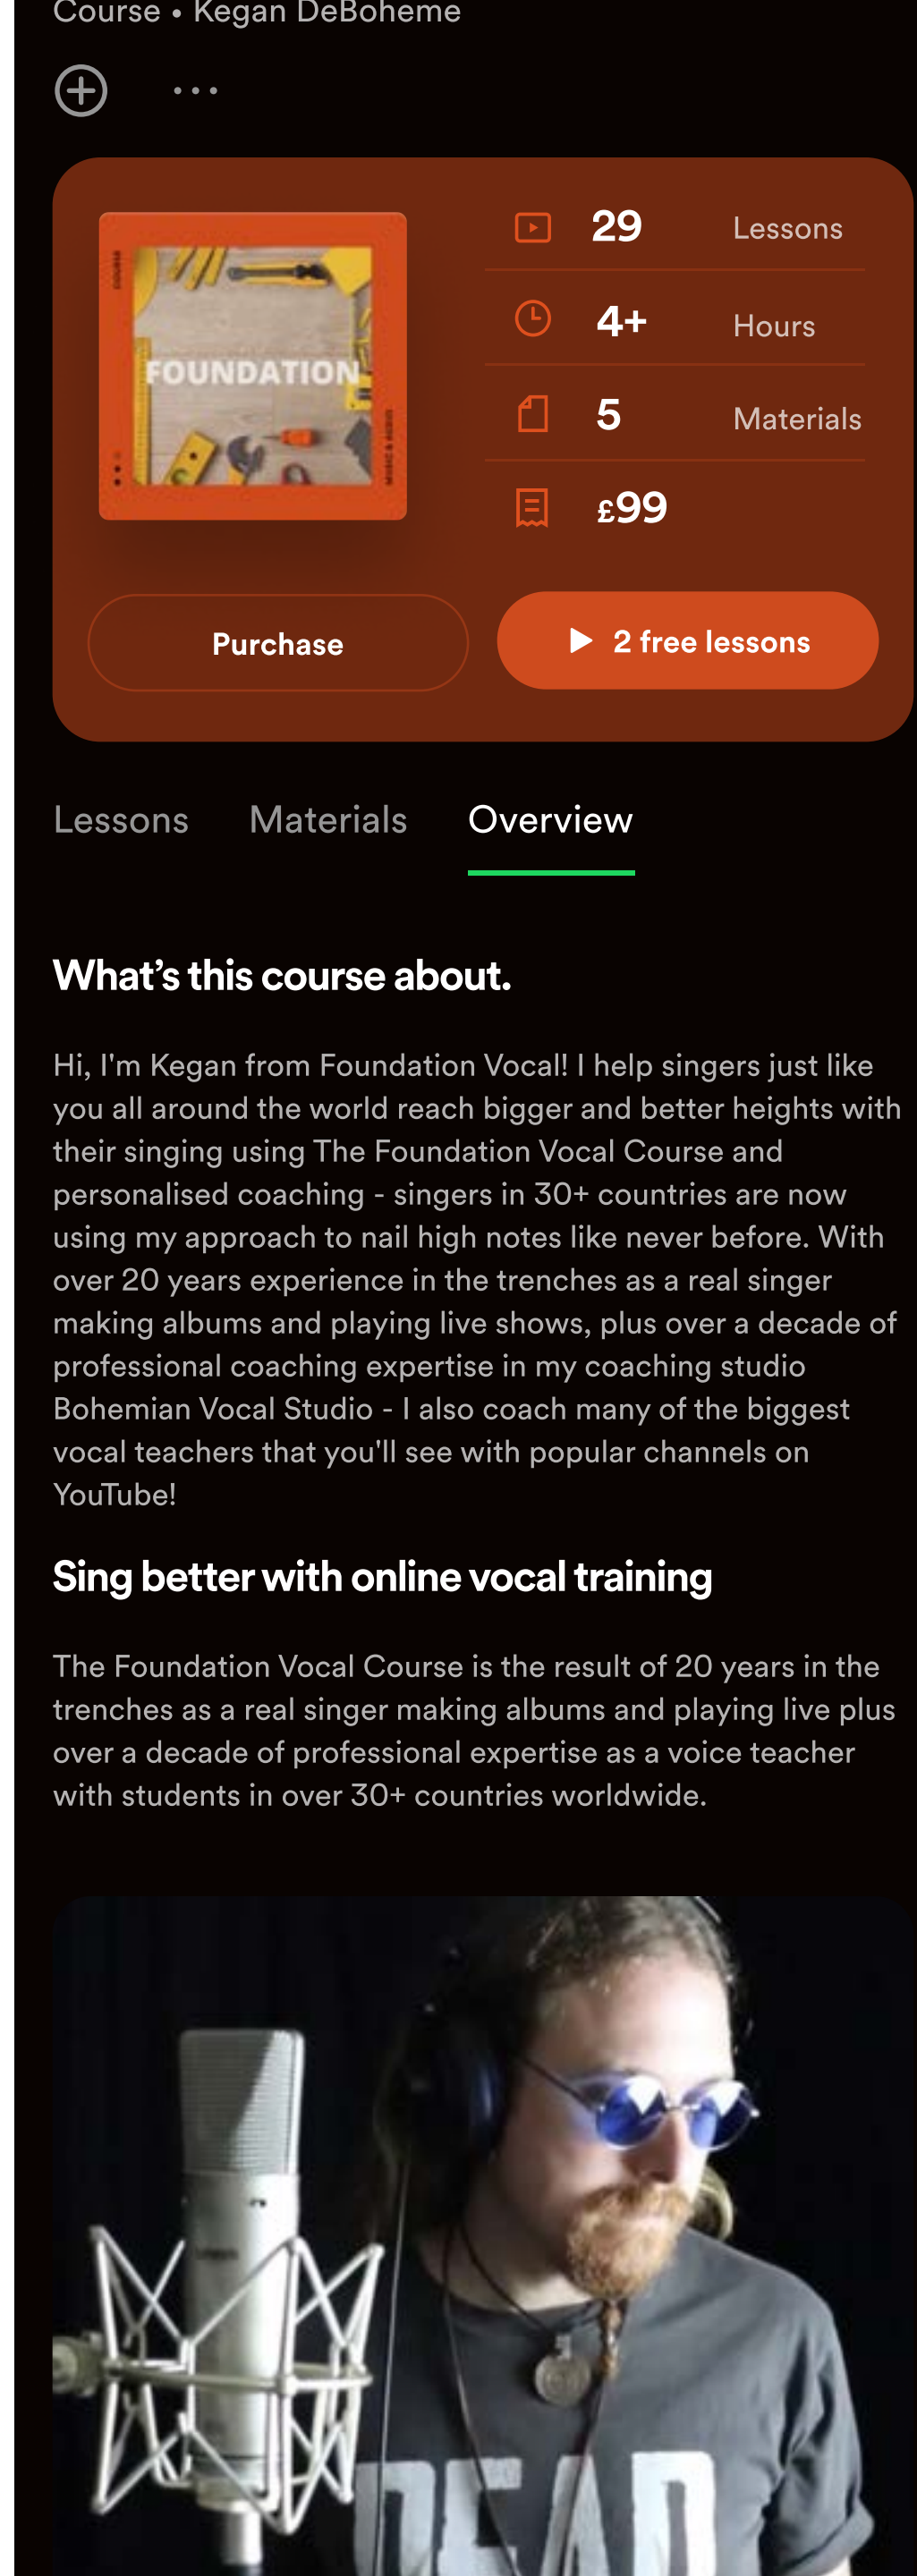 Course • Kegan DeBoheme
COURSE
FOUNDATION
29 Lessons
4+ Hours
5 Materials
£99
Purchase
2 free lessons
Lessons Materials Overview
What’s this course about.
Hi, I'm Kegan from Foundation Vocal! I help singers just like
you all around the world reach bigger and better heights with
their singing using The Foundation Vocal Course and
personalised coaching - singers in 30+ countries are now
using my approach to nail high notes like never before. With
over 20 years experience in the trenches as a real singer
making albums and playing live shows, plus over a decade of
professional coaching expertise in my coaching studio
Bohemian Vocal Studio - I also coach many of the biggest
vocal teachers that you'll see with popular channels on
YouTube!
Sing better with online vocal training
The Foundation Vocal Course is the result of 20 years in the
trenches as a real singer making albums and playing live plus
over a decade of professional expertise as a voice teacher
with students in over 30+ countries worldwide.
DEAD